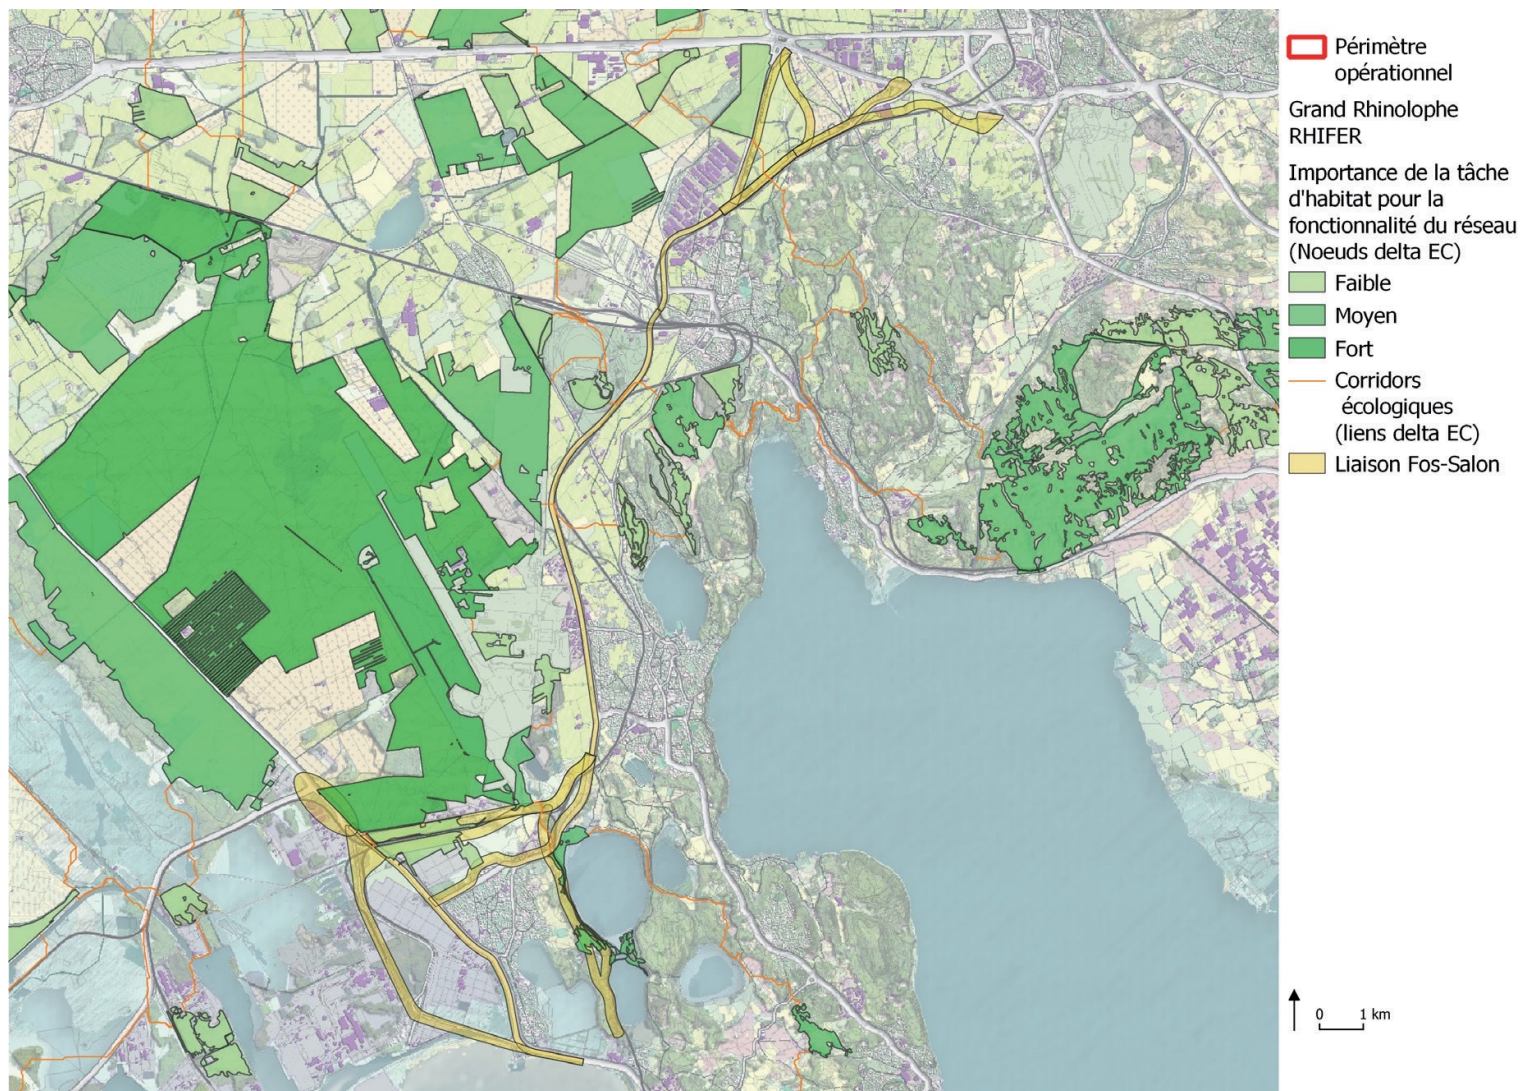 Périmètre
opérationnel
Grand Rhinolophe
RHIFER
Importance de la tâche
d'habitat pour la
fonctionnalité du réseau
(Noeuds delta EC)
Faible
Moyen
Fort
Corridors
écologiques
(liens delta EC)
Liaison Fos-Salon
0 1 km